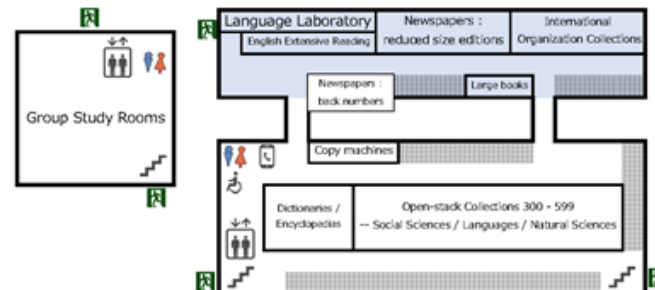 Group Study Rooms
Language Laboratory
English Extensive Reading
Newspapers :
reduced size editions
International
Organization Collections
Newspapers :
back numbers
Large books
Copy machines
Dictionaries /
Encyclopedias
Open-stack Collections 300 - 599
-- Social Sciences / Languages / Natural Sciences